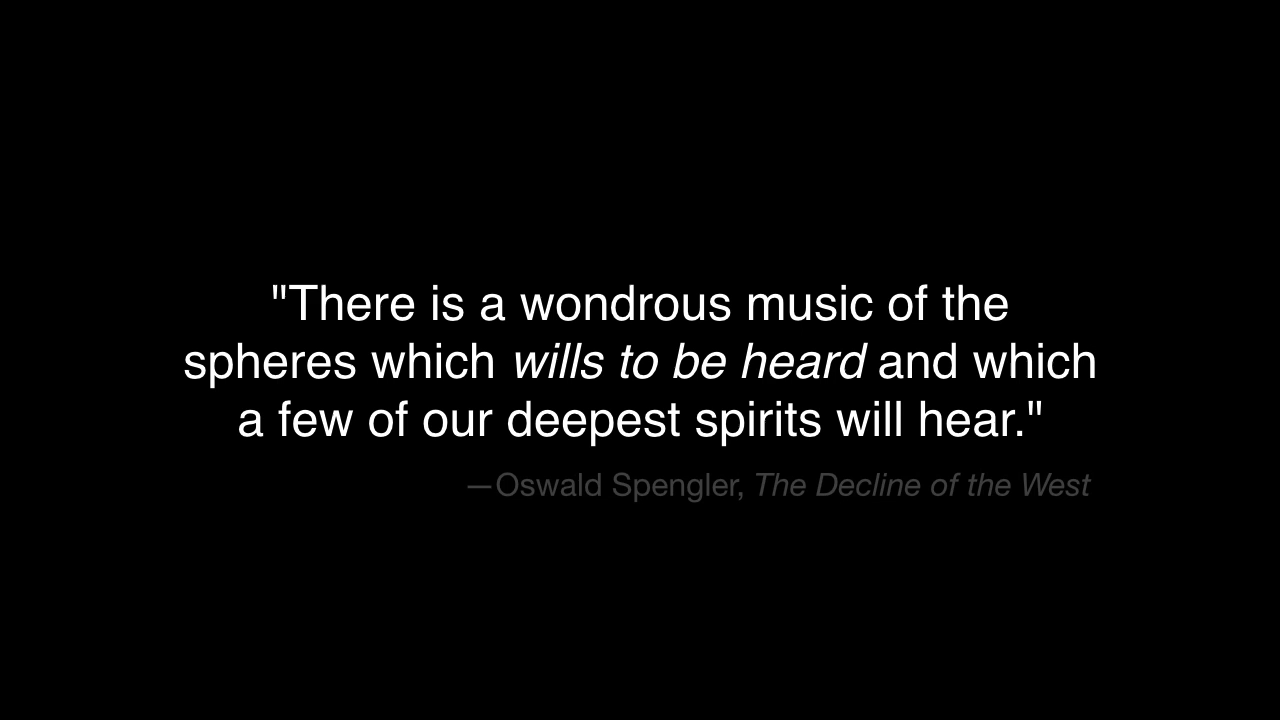 "There is a wondrous music of the
spheres which wills to be heard and which
a few of our deepest spirits will hear."
—Oswald Spengler, The Decline of the West